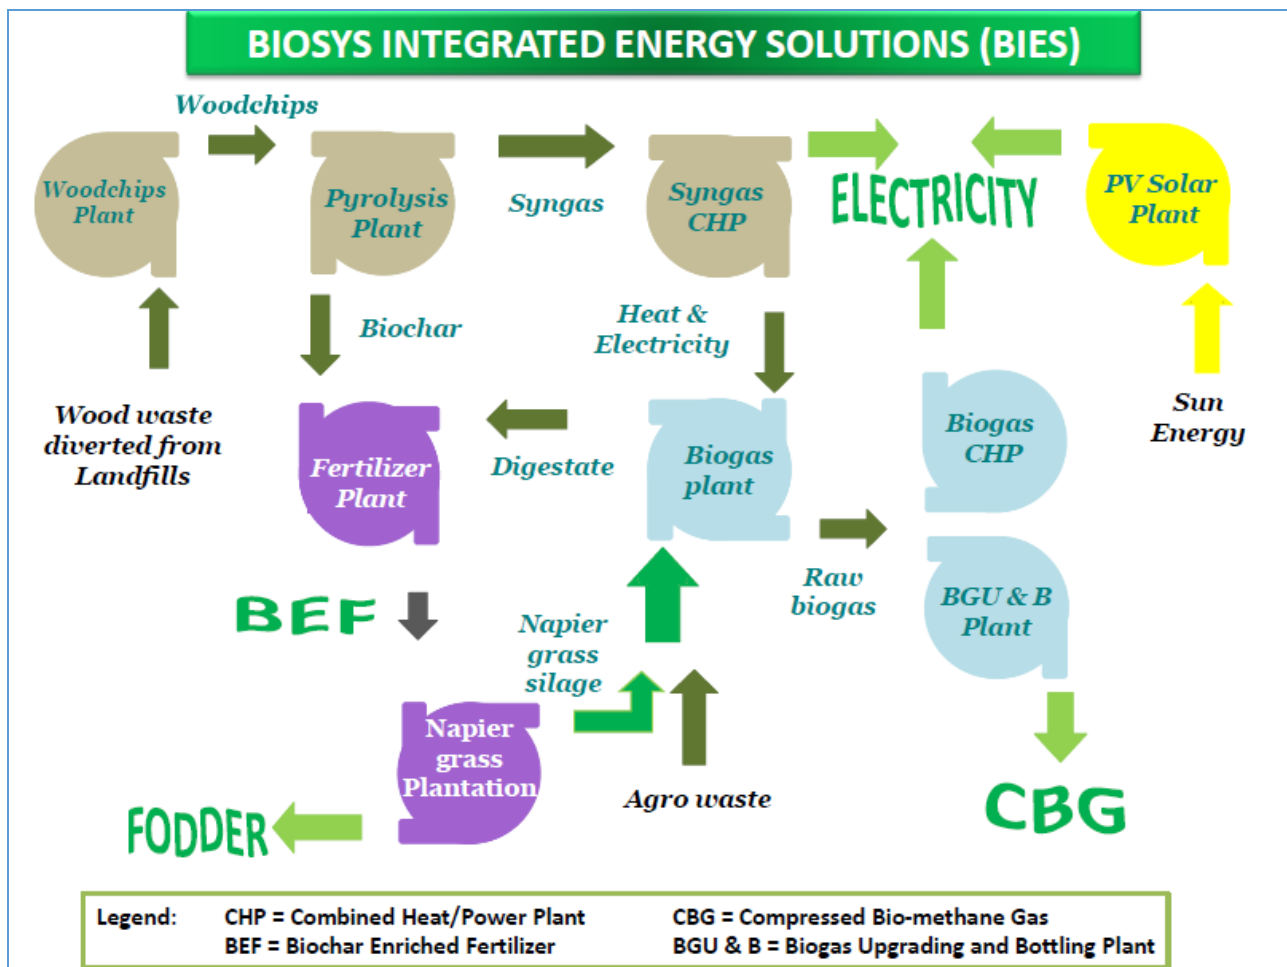 BIOSYS INTEGRATED ENERGY SOLUTIONS (BIES)
Woodchips
Woodchips
Plant
Pyrolysis
Plant
Syngas
Syngas
CHP
ELECTRICITY
PV Solar
Plant
Biochar
Heat &
Electricity
Wood waste
diverted from
Landfills
Fertilizer
Plant
Digestate
Biogas
plant
Biogas
CHP
Sun
Energy
Raw
biogas
BGU & B
Plant
BEF
Napier
grass
silage
Napier
grass
Plantation
Agro waste
FODDER
CBG
Legend: CHP = Combined Heat/Power Plant CBG = Compressed Bio-methane Gas
BEF = Biochar Enriched Fertilizer BGU & B = Biogas Upgrading and Bottling Plant